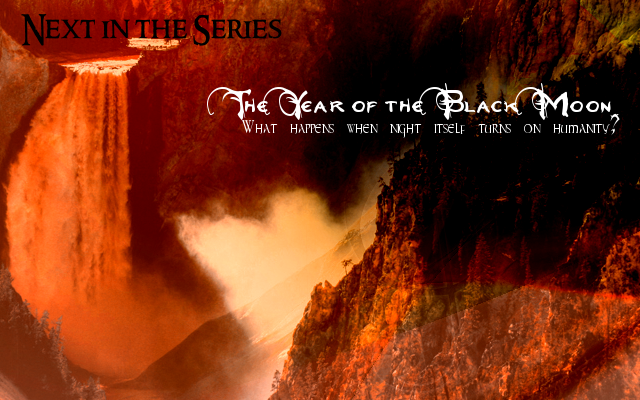 Next in the Series
The Year of the Black Moon
What happens when night itself turns on humanity?